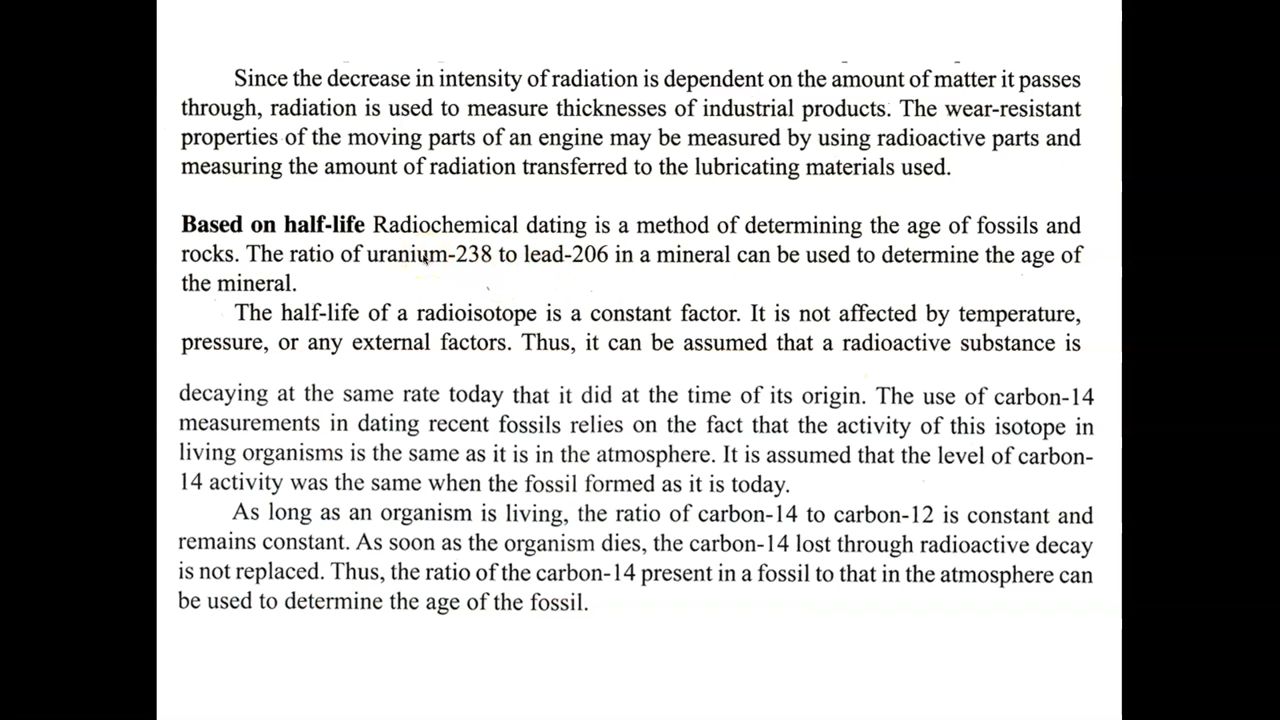 Since the decrease in intensity of radiation is dependent on the amount of matter it passes
through, radiation is used to measure thicknesses of industrial products. The wear-resistant
properties of the moving parts of an engine may be measured by using radioactive parts and
measuring the amount of radiation transferred to the lubricating materials used.
Based on half-life Radiochemical dating is a method of determining the age of fossils and
rocks. The ratio of uranium-238 to lead-206 in a mineral can be used to determine the age of
the mineral.
The half-life of a radioisotope is a constant factor. It is not affected by temperature,
pressure, or any external factors. Thus, it can be assumed that a radioactive substance is
decaying at the same rate today that it did at the time of its origin. The use of carbon-14
measurements in dating recent fossils relies on the fact that the activity of this isotope in
living organisms is the same as it is in the atmosphere. It is assumed that the level of carbon-
14 activity was the same when the fossil formed as it is today.
As long as an organism is living, the ratio of carbon-14 to carbon-12 is constant and
remains constant. As soon as the organism dies, the carbon-14 lost through radioactive decay
is not replaced. Thus, the ratio of the carbon-14 present in a fossil to that in the atmosphere can
be used to determine the age of the fossil.